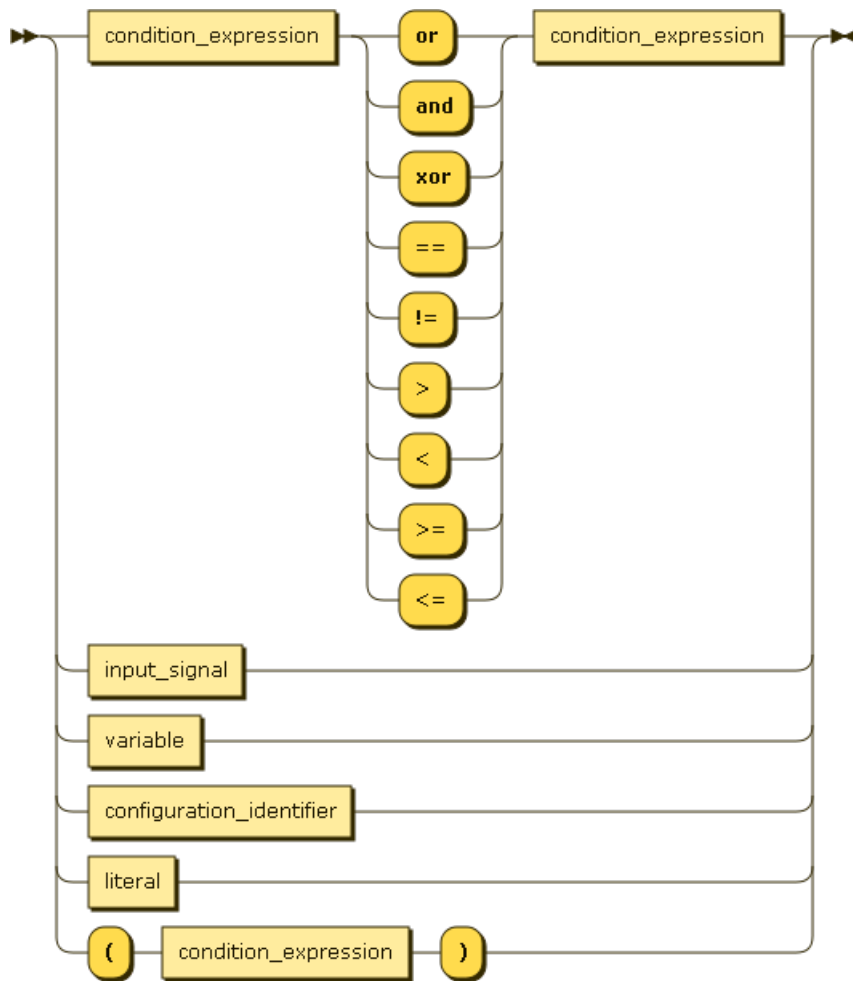 condition_expression or condition_expression
and
xor
==
!=
>
<
>=
<=
input_signal
variable
configuration_identifier
literal
( condition_expression )